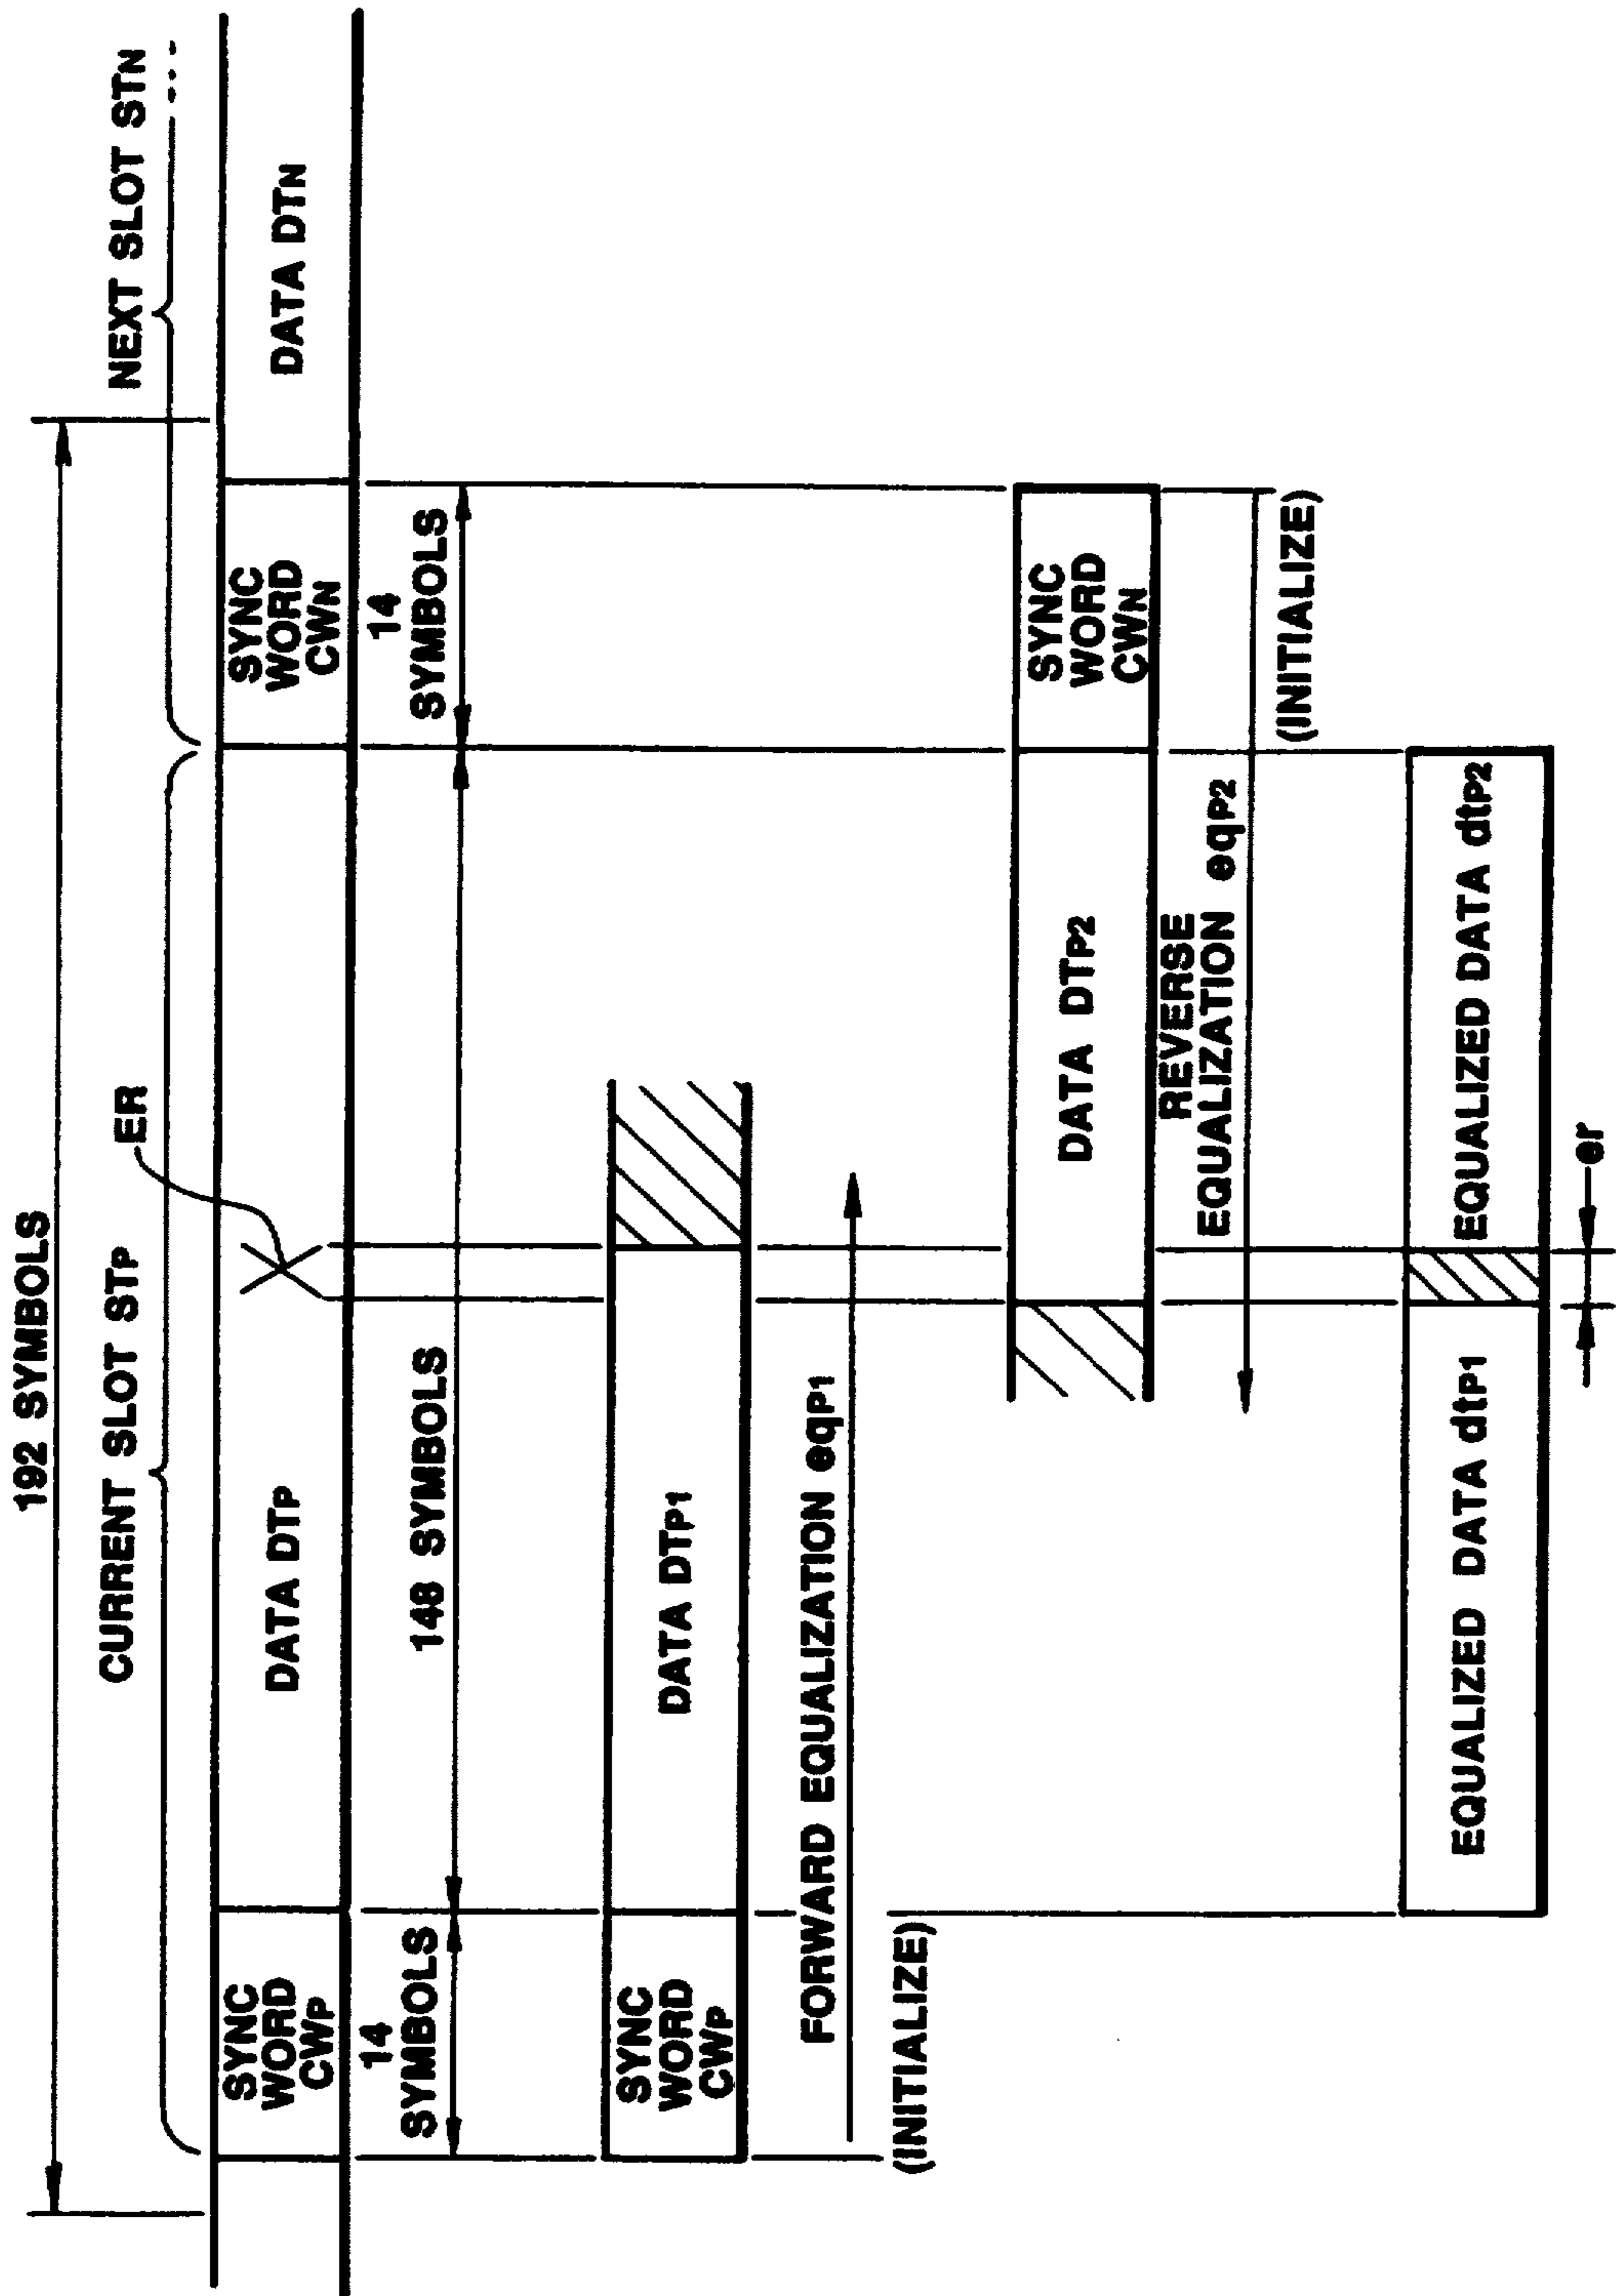 192 SYMBOLS
CURRENT SLOT STP
NEXT SLOT STN
ER
SYNC
WORD
CWP
DATA DTP
SYNC
WORD
CWN
DATA DTN
14
SYMBOLS
148 SYMBOLS
14
SYMBOLS
SYNC
WORD
CWP
DATA DTP1
FORWARD EQUALIZATION eqP1
(INITIALIZE)
DATA DTP2
SYNC
WORD
CWN
REVERSE
EQUALIZATION eqP2
(INITIALIZE)
EQUALIZED DATA dtP1
EQUALIZED DATA dtP2
er